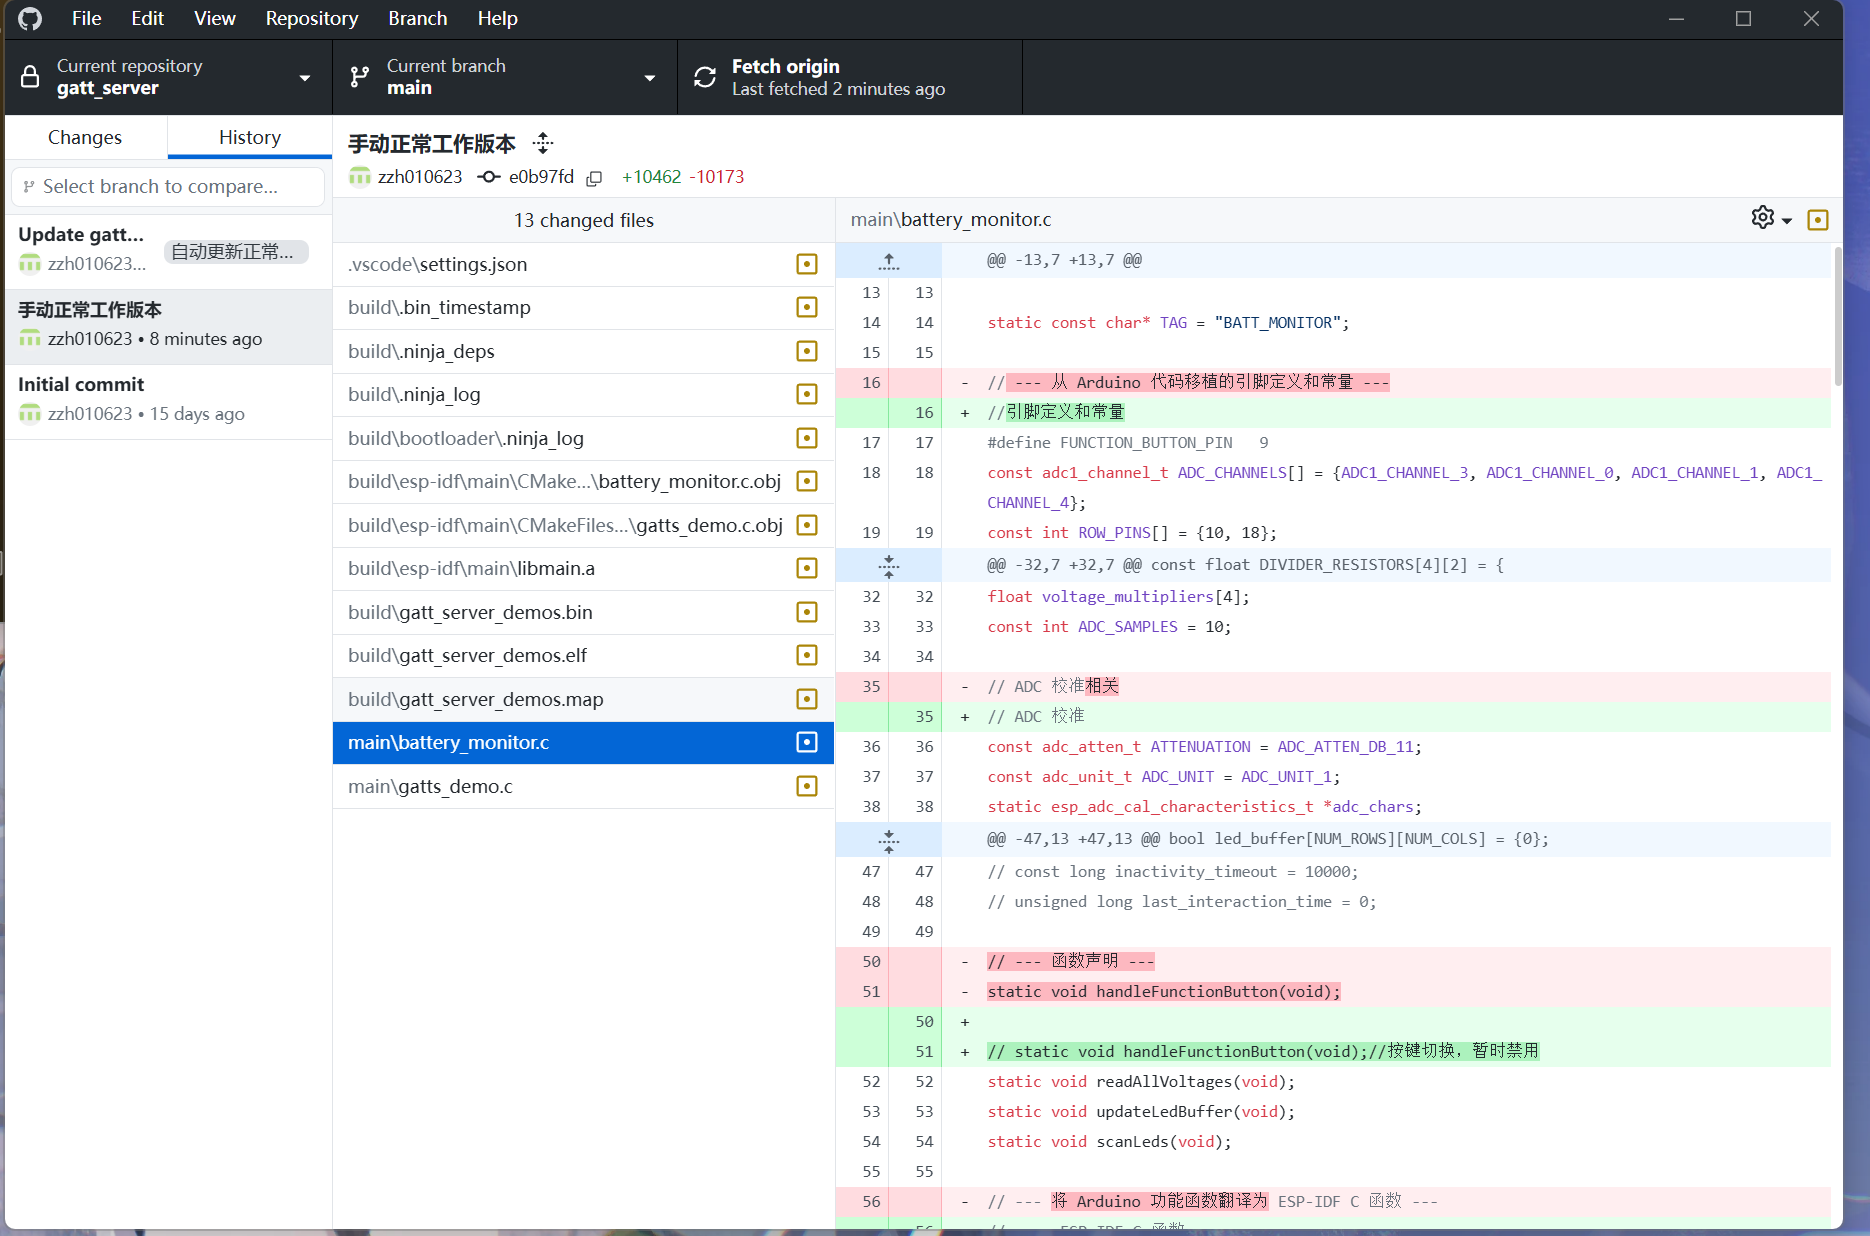 File Edit View Repository Branch Help
Current repository
gatt_server
Current branch
main
Fetch origin
Last fetched 2 minutes ago
Changes
History
Select branch to compare...
Update gatt...
zzh010623...
自动更新正常...
手动正常工作版本
zzh010623 • 8 minutes ago
Initial commit
zzh010623 • 15 days ago
手动正常工作版本
zzh010623 e0b97fd +10462 -10173
13 changed files
.vscode\settings.json
build\.bin_timestamp
build\.ninja_deps
build\.ninja_log
build\bootloader\.ninja_log
build\esp-idf\main\CMake...\battery_monitor.c.obj
build\esp-idf\main\CMakeFiles...\gatts_demo.c.obj
build\esp-idf\main\libmain.a
build\gatt_server_demos.bin
build\gatt_server_demos.elf
build\gatt_server_demos.map
main\battery_monitor.c
main\gatts_demo.c
main\battery_monitor.c
@@ -13,7 +13,7 @@
13 13
14 14 static const char* TAG = "BATT_MONITOR";
15 15
16 - // --- 从 Arduino 代码移植的引脚定义和常量 ---
16 + //引脚定义和常量
17 17 #define FUNCTION_BUTTON_PIN 9
18 18 const adc1_channel_t ADC_CHANNELS[] = {ADC1_CHANNEL_3, ADC1_CHANNEL_0, ADC1_CHANNEL_1, ADC1_
CHANNEL_4};
19 19 const int ROW_PINS[] = {10, 18};
@@ -32,7 +32,7 @@ const float DIVIDER_RESISTORS[4][2] = {
32 32 float voltage_multipliers[4];
33 33 const int ADC_SAMPLES = 10;
34 34
35 - // ADC 校准相关
35 + // ADC 校准
36 36 const adc_atten_t ATTENUATION = ADC_ATTEN_DB_11;
37 37 const adc_unit_t ADC_UNIT = ADC_UNIT_1;
38 38 static esp_adc_cal_characteristics_t *adc_chars;
@@ -47,13 +47,13 @@ bool led_buffer[NUM_ROWS][NUM_COLS] = {0};
47 47 // const long inactivity_timeout = 10000;
48 48 // unsigned long last_interaction_time = 0;
49 49
50 - // --- 函数声明 ---
51 - static void handleFunctionButton(void);
50 +
51 + // static void handleFunctionButton(void);//按键切换，暂时禁用
52 52 static void readAllVoltages(void);
53 53 static void updateLedBuffer(void);
54 54 static void scanLeds(void);
55 55
56 - // --- 将 Arduino 功能函数翻译为 ESP-IDF C 函数 ---